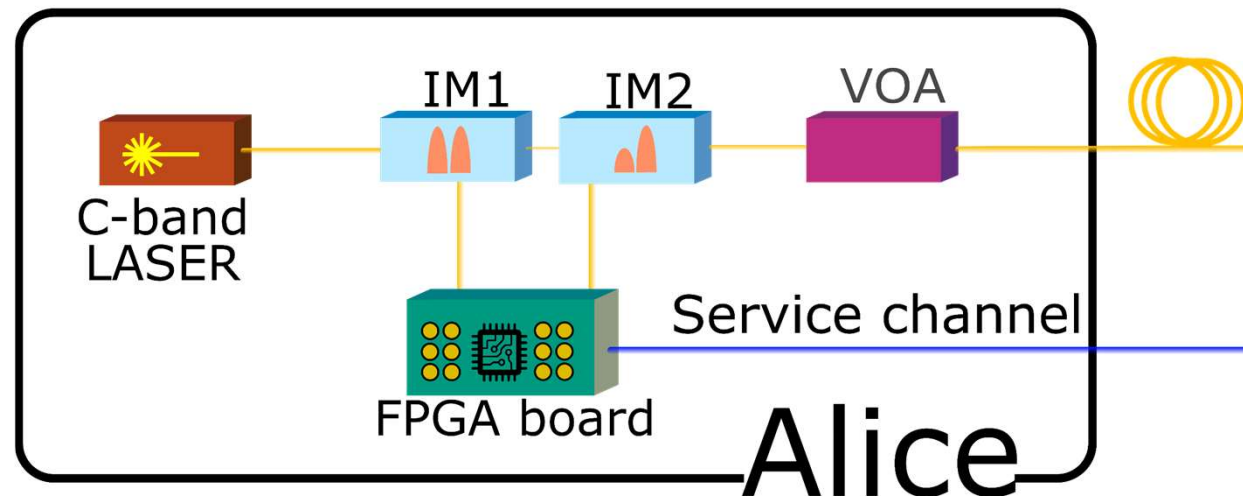 IM1
IM2
VOA
C-band
LASER
Service channel
FPGA board
Alice